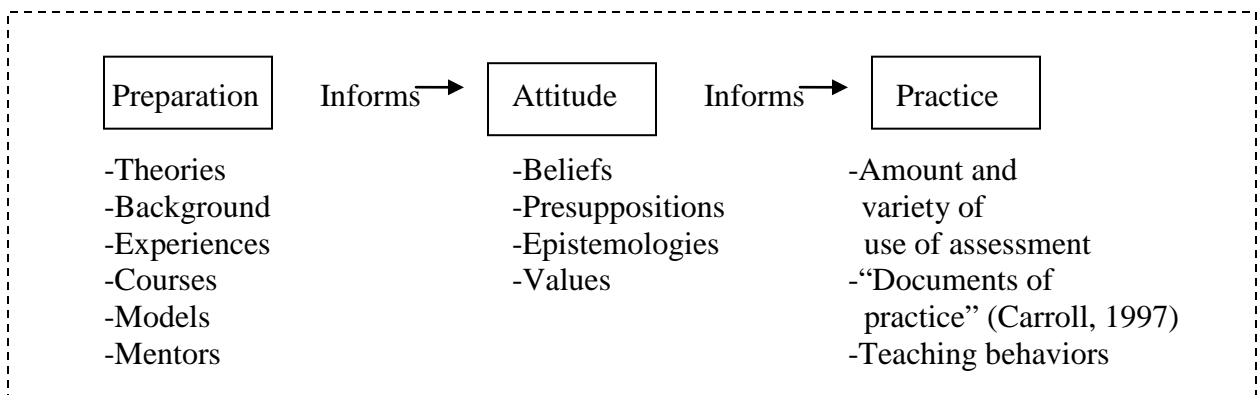 Preparation Informs Attitude Informs Practice
-Theories -Beliefs -Amount and
-Background -Presuppositions variety of
-Experiences -Epistemologies use of assessment
-Courses -Values -“Documents of
-Models practice” (Carroll, 1997)
-Mentors -Teaching behaviors